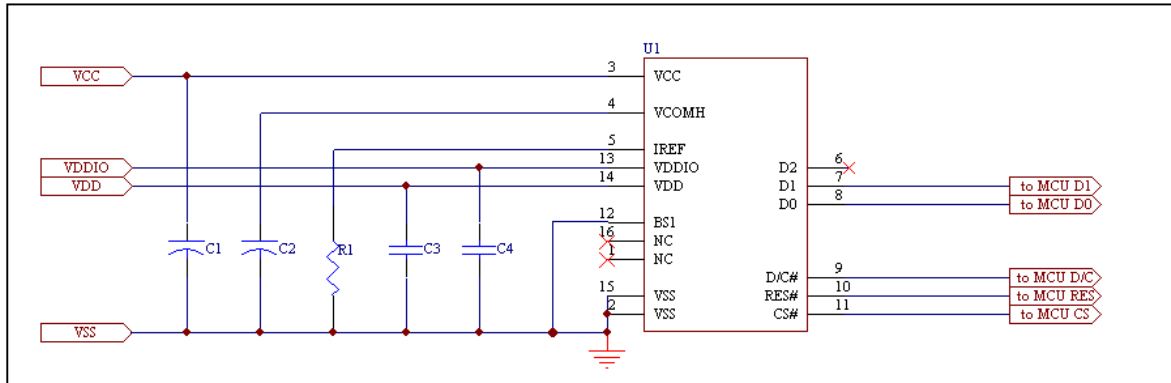 U1
VCC 3 VCC
4 VCOMH
5 IREF
VDDIO 13 VDDIO D2 6
VDD 14 VDD D1 7 to MCU D1
D0 8 to MCU D0
12 BS1
16 NC
C1 C2 R1 C3 C4
1 NC
D/C# 9 to MCU D/C
15 VSS RES# 10 to MCU RES
VSS 2 VSS CS# 11 to MCU CS